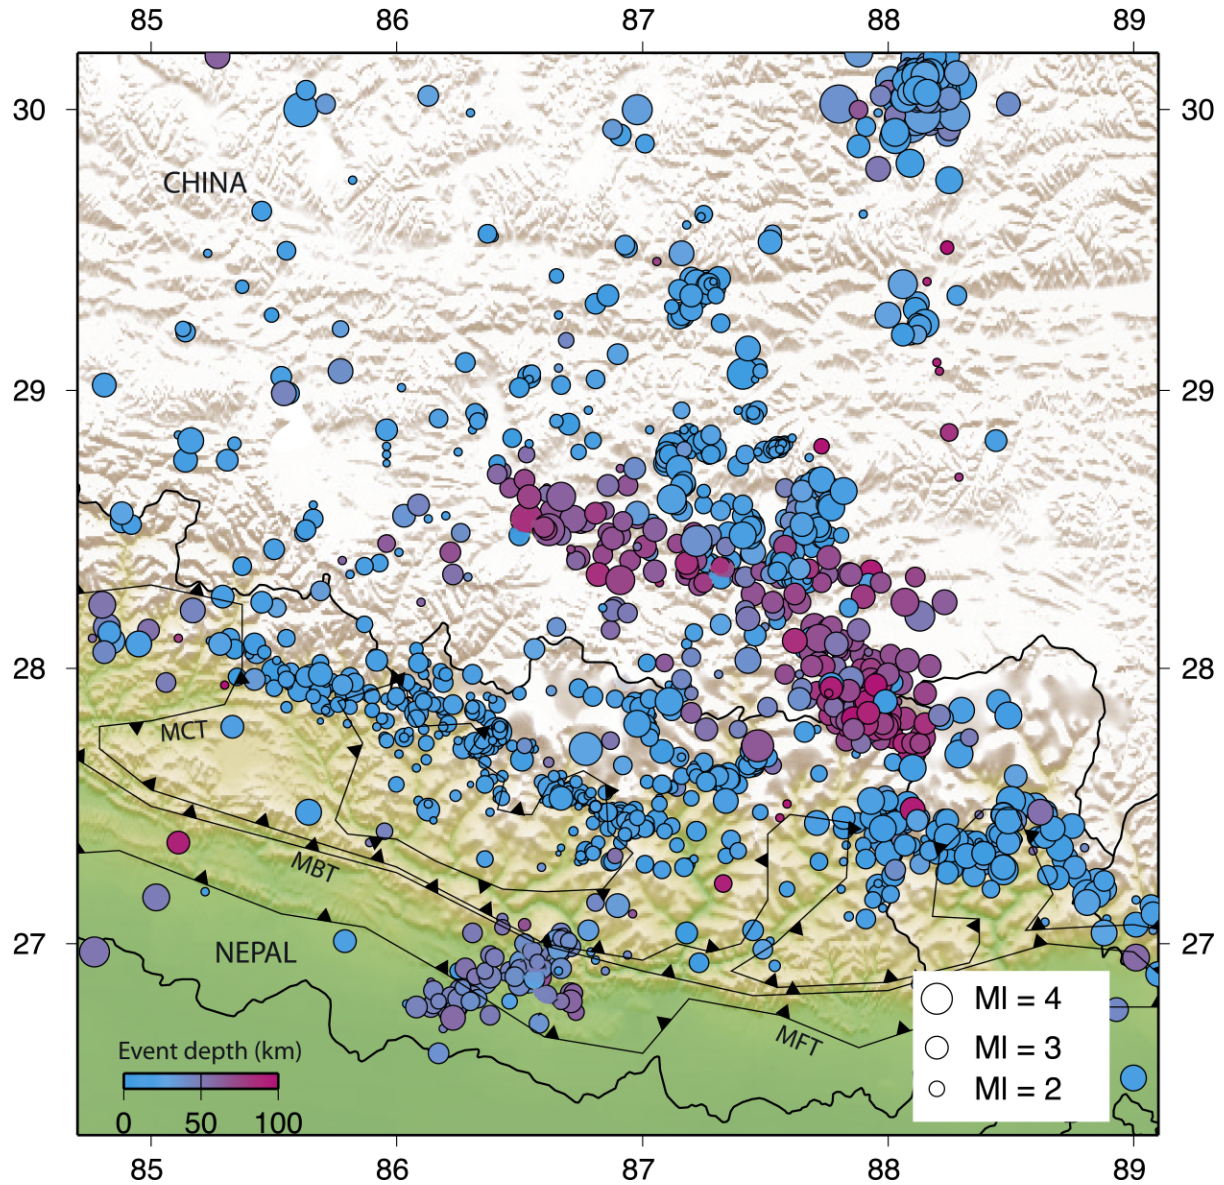 85 86 87 88 89
30 30
CHINA
29 29
28 28
MCT
MBT
27 27
NEPAL
Ml = 4
Ml = 3
MFT
Event depth (km)
Ml = 2
0 50 100
85 86 87 88 89